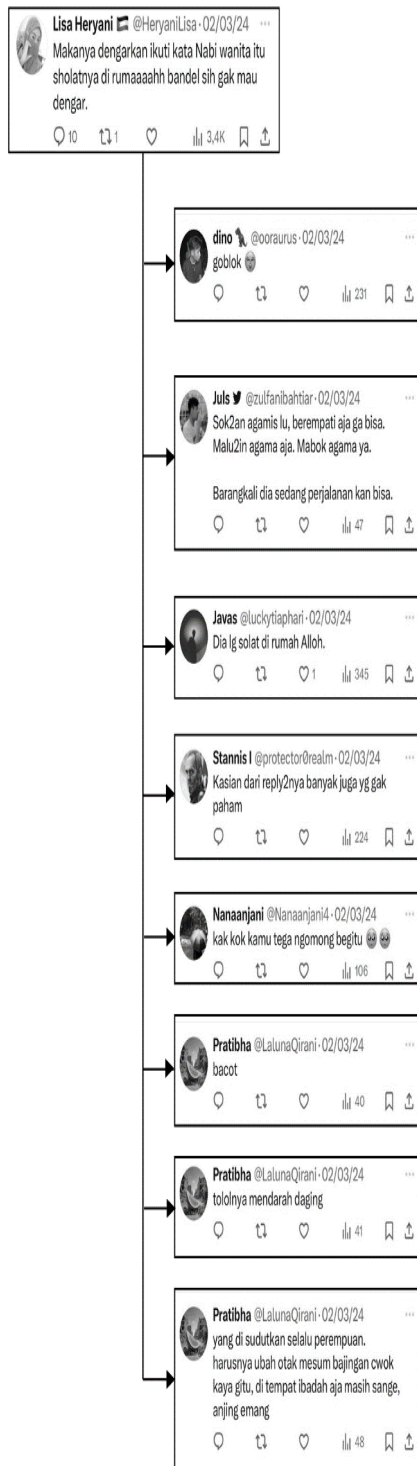 Lisa Heryani @HeryaniLisa · 02/03/24
Makanya dengarkan ikuti kata Nabi wanita itu
sholatnya di rumaaaahh bandel sih gak mau
dengar.
10 1 3,4K
dino @ooraurus · 02/03/24
goblok
231
Juls @zulfanibahtiar · 02/03/24
Sok2an agamis lu, berempati aja ga bisa.
Malu2in agama aja. Mabok agama ya.
Barangkali dia sedang perjalanan kan bisa.
47
Javas @luckytiaphari · 02/03/24
Dia lg solat di rumah Alloh.
1 345
Stannis I @protector0realm · 02/03/24
Kasian dari reply2nya banyak juga yg gak
paham
224
Nanaanjani @Nanaanjani4 · 02/03/24
kak kok kamu tega ngomong begitu
106
Pratibha @LalunaQirani · 02/03/24
bacot
40
Pratibha @LalunaQirani · 02/03/24
tololnya mendarah daging
41
Pratibha @LalunaQirani · 02/03/24
yang di sudutkan selalu perempuan.
harusnya ubah otak mesum bajingan cwok
kaya gitu, di tempat ibadah aja masih sange,
anjing emang
48